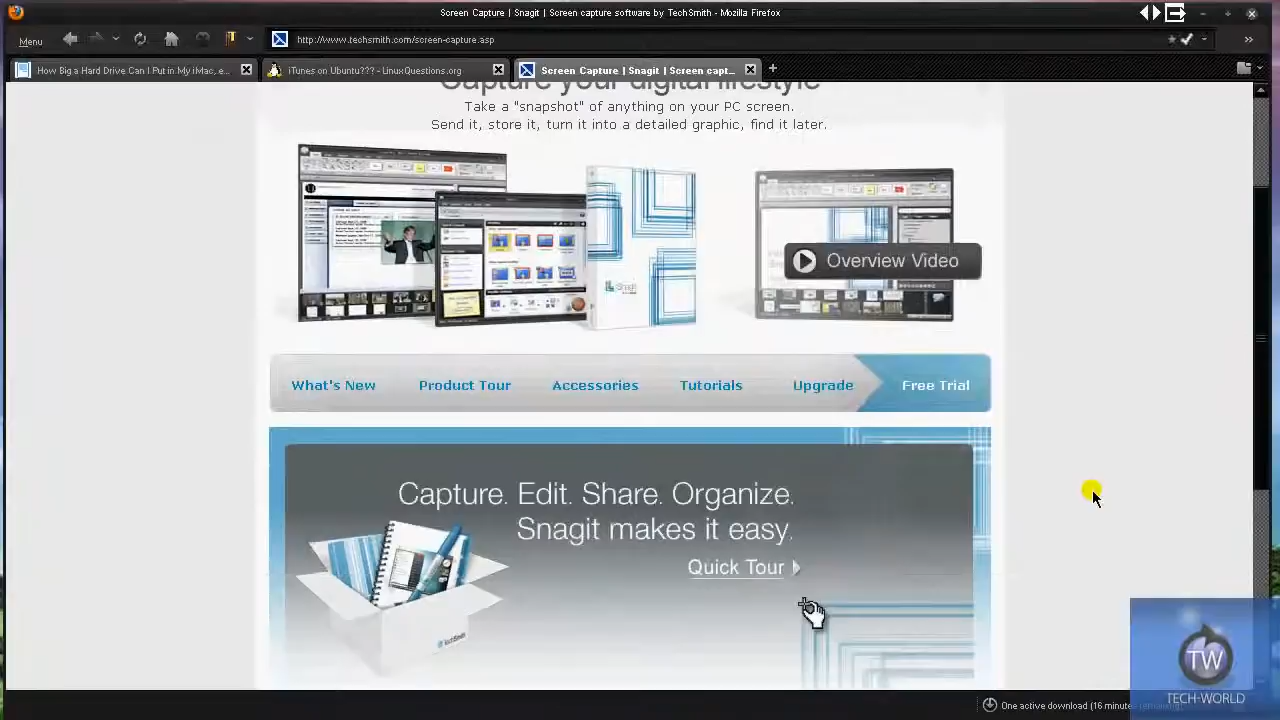 Screen Capture | Snagit | Screen capture software by TechSmith - Mozilla Firefox
Menu
http://www.techsmith.com/screen-capture.asp
How Big a Hard Drive Can I Put in My iMac, e...
iTunes on Ubuntu??? - LinuxQuestions.org
Screen Capture | Snagit | Screen capt...
Capture your digital lifestyle
Take a "snapshot" of anything on your PC screen.
Send it, store it, turn it into a detailed graphic, find it later.
Snagit
Overview Video
What's New
Product Tour
Accessories
Tutorials
Upgrade
Free Trial
Capture. Edit. Share. Organize.
Snagit makes it easy.
Quick Tour
TechSmith
TW
TECH-WORLD
One active download (16 minutes remaining)